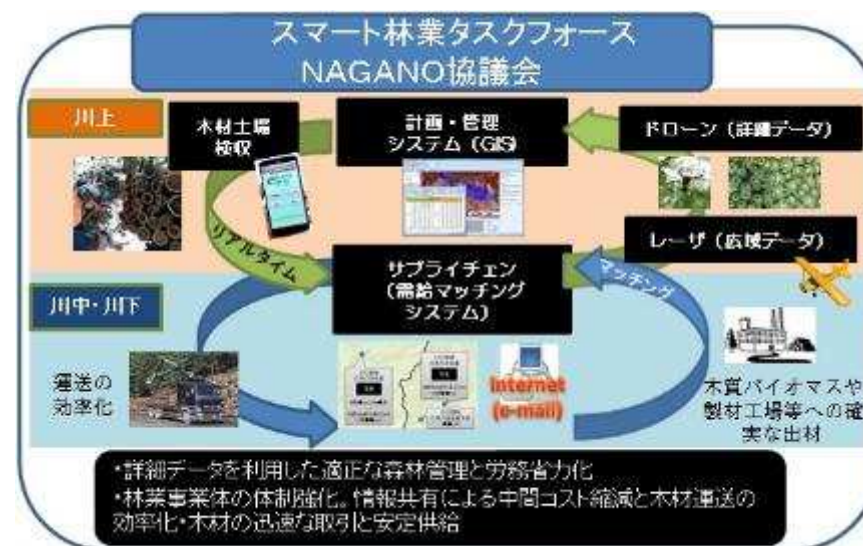 スマート林業タスクフォース
NAGANO協議会
川上
木材土場
検収
計画・管理
システム(GIS)
ドローン(詳細データ)
リアルタイム
レーザ(広域データ)
サプライチェン
(需給マッチング
システム)
マッチング
川中・川下
運送の
効率化
Internet
(e-mail)
木質バイオマスや
製材工場等への確
実な出材
・詳細データを利用した適正な森林管理と労務省力化
・林業事業体の体制強化。情報共有による中間コスト縮減と木材運送の
効率化・木材の迅速な取引と安定供給